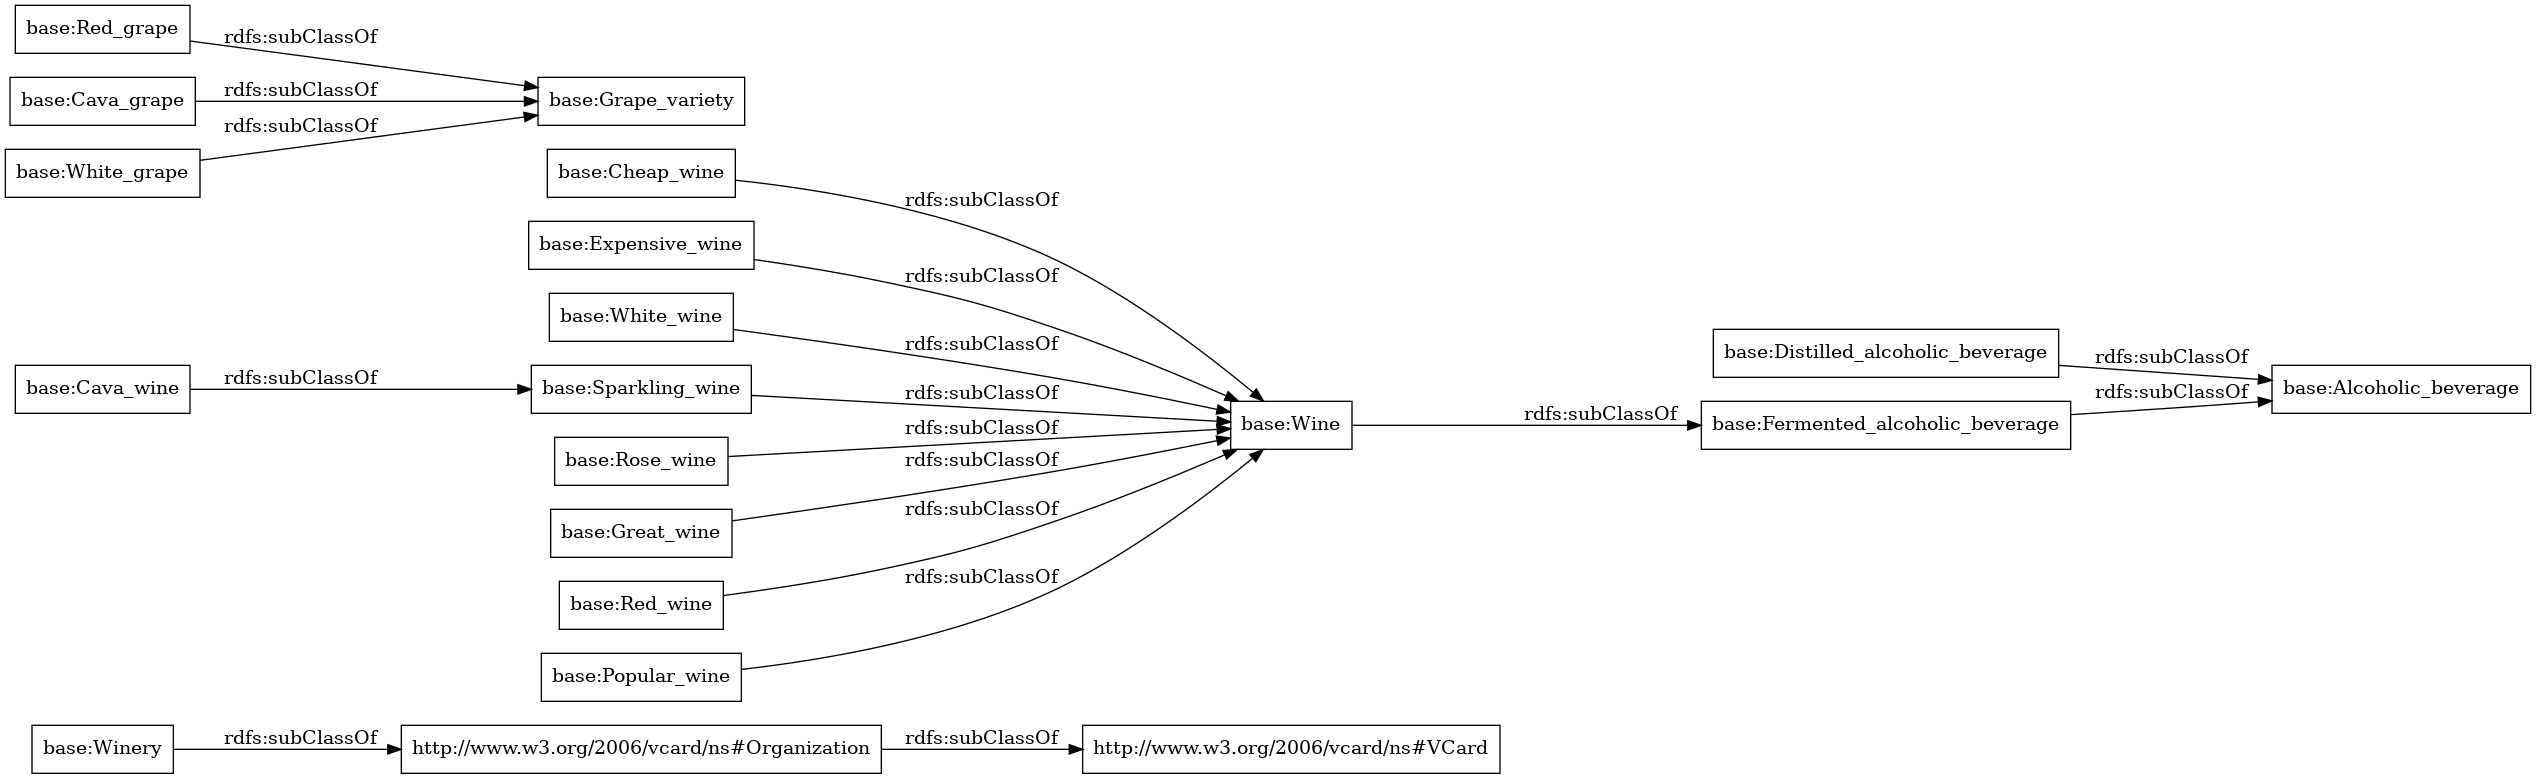 base:Red_grape
rdfs:subClassOf
base:Cava_grape
rdfs:subClassOf
base:Grape_variety
rdfs:subClassOf
base:White_grape
base:Cheap_wine
rdfs:subClassOf
base:Expensive_wine
rdfs:subClassOf
base:White_wine
rdfs:subClassOf
base:Cava_wine
rdfs:subClassOf
base:Sparkling_wine
rdfs:subClassOf
base:Rose_wine
rdfs:subClassOf
base:Great_wine
rdfs:subClassOf
base:Red_wine
rdfs:subClassOf
base:Popular_wine
rdfs:subClassOf
base:Wine
rdfs:subClassOf
base:Distilled_alcoholic_beverage
rdfs:subClassOf
base:Fermented_alcoholic_beverage
rdfs:subClassOf
base:Alcoholic_beverage
base:Winery
rdfs:subClassOf
http://www.w3.org/2006/vcard/ns#Organization
rdfs:subClassOf
http://www.w3.org/2006/vcard/ns#VCard